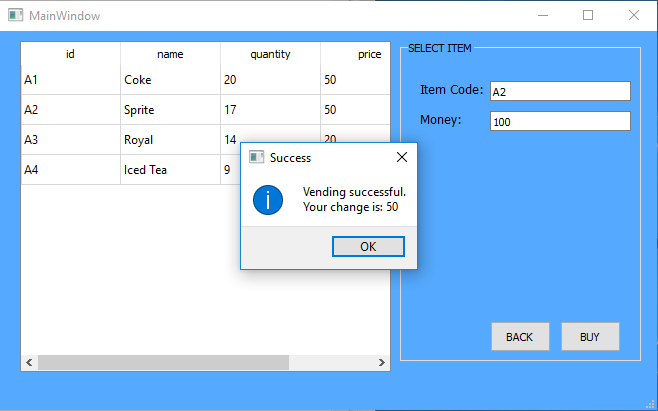 MainWindow
id name quantity price
A1 Coke 20 50
A2 Sprite 17 50
A3 Royal 14 20
A4 Iced Tea 9
SELECT ITEM
Item Code: A2
Money: 100
BACK BUY
Success
Vending successful.
Your change is: 50
OK